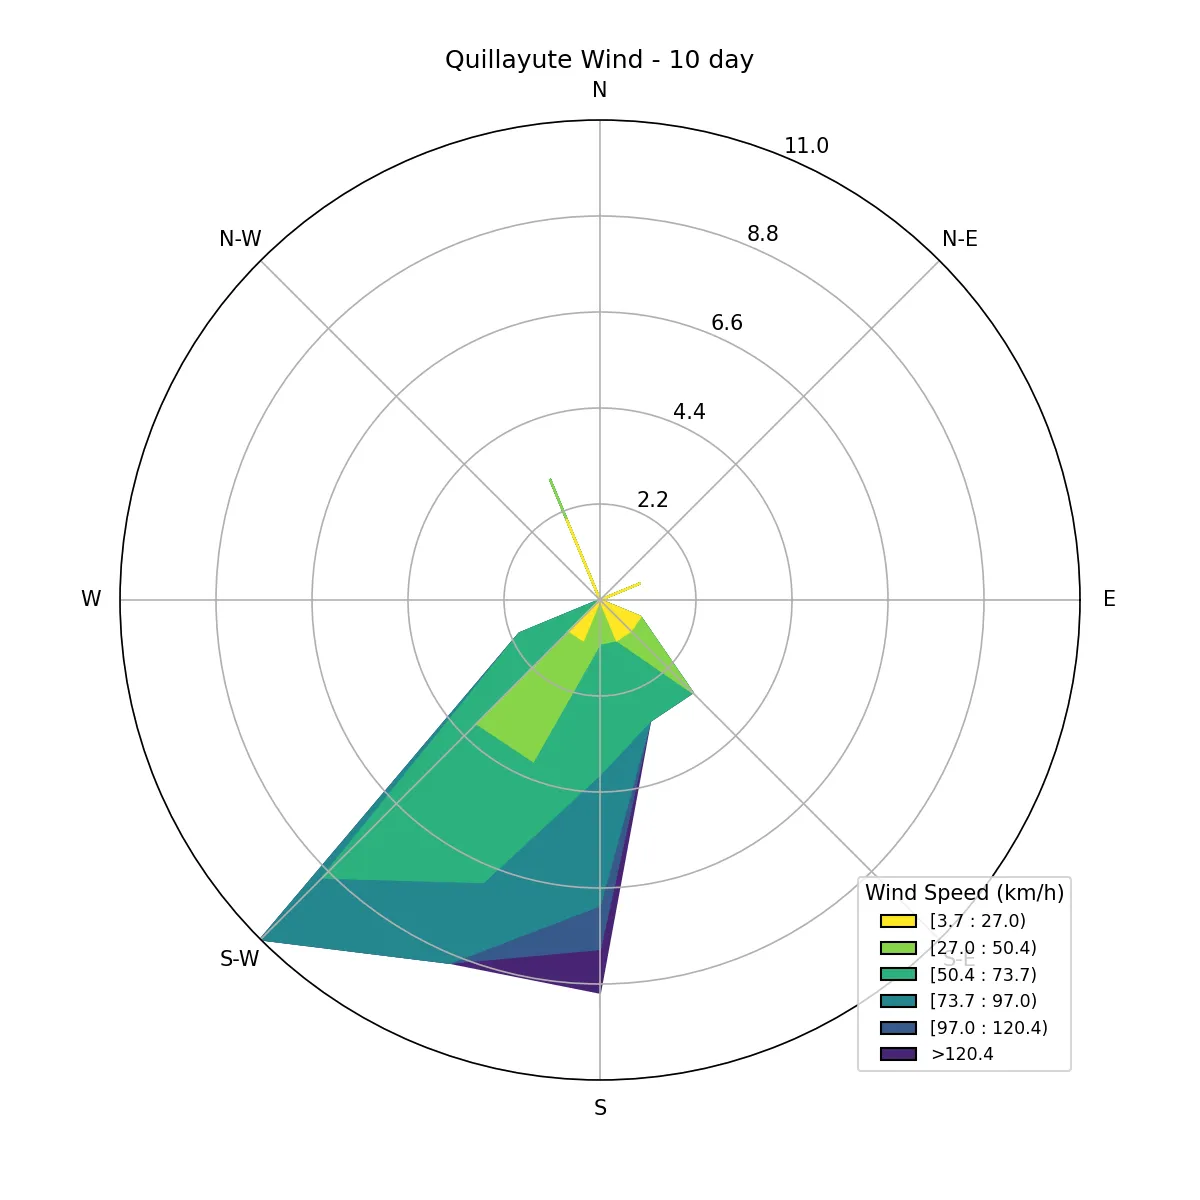 Quillayute Wind - 10 day
N
11.0
N-W
N-E
8.8
6.6
4.4
2.2
W
E
S-W
S-E
Wind Speed (km/h)
[3.7 : 27.0)
[27.0 : 50.4)
[50.4 : 73.7)
[73.7 : 97.0)
[97.0 : 120.4)
>120.4
S